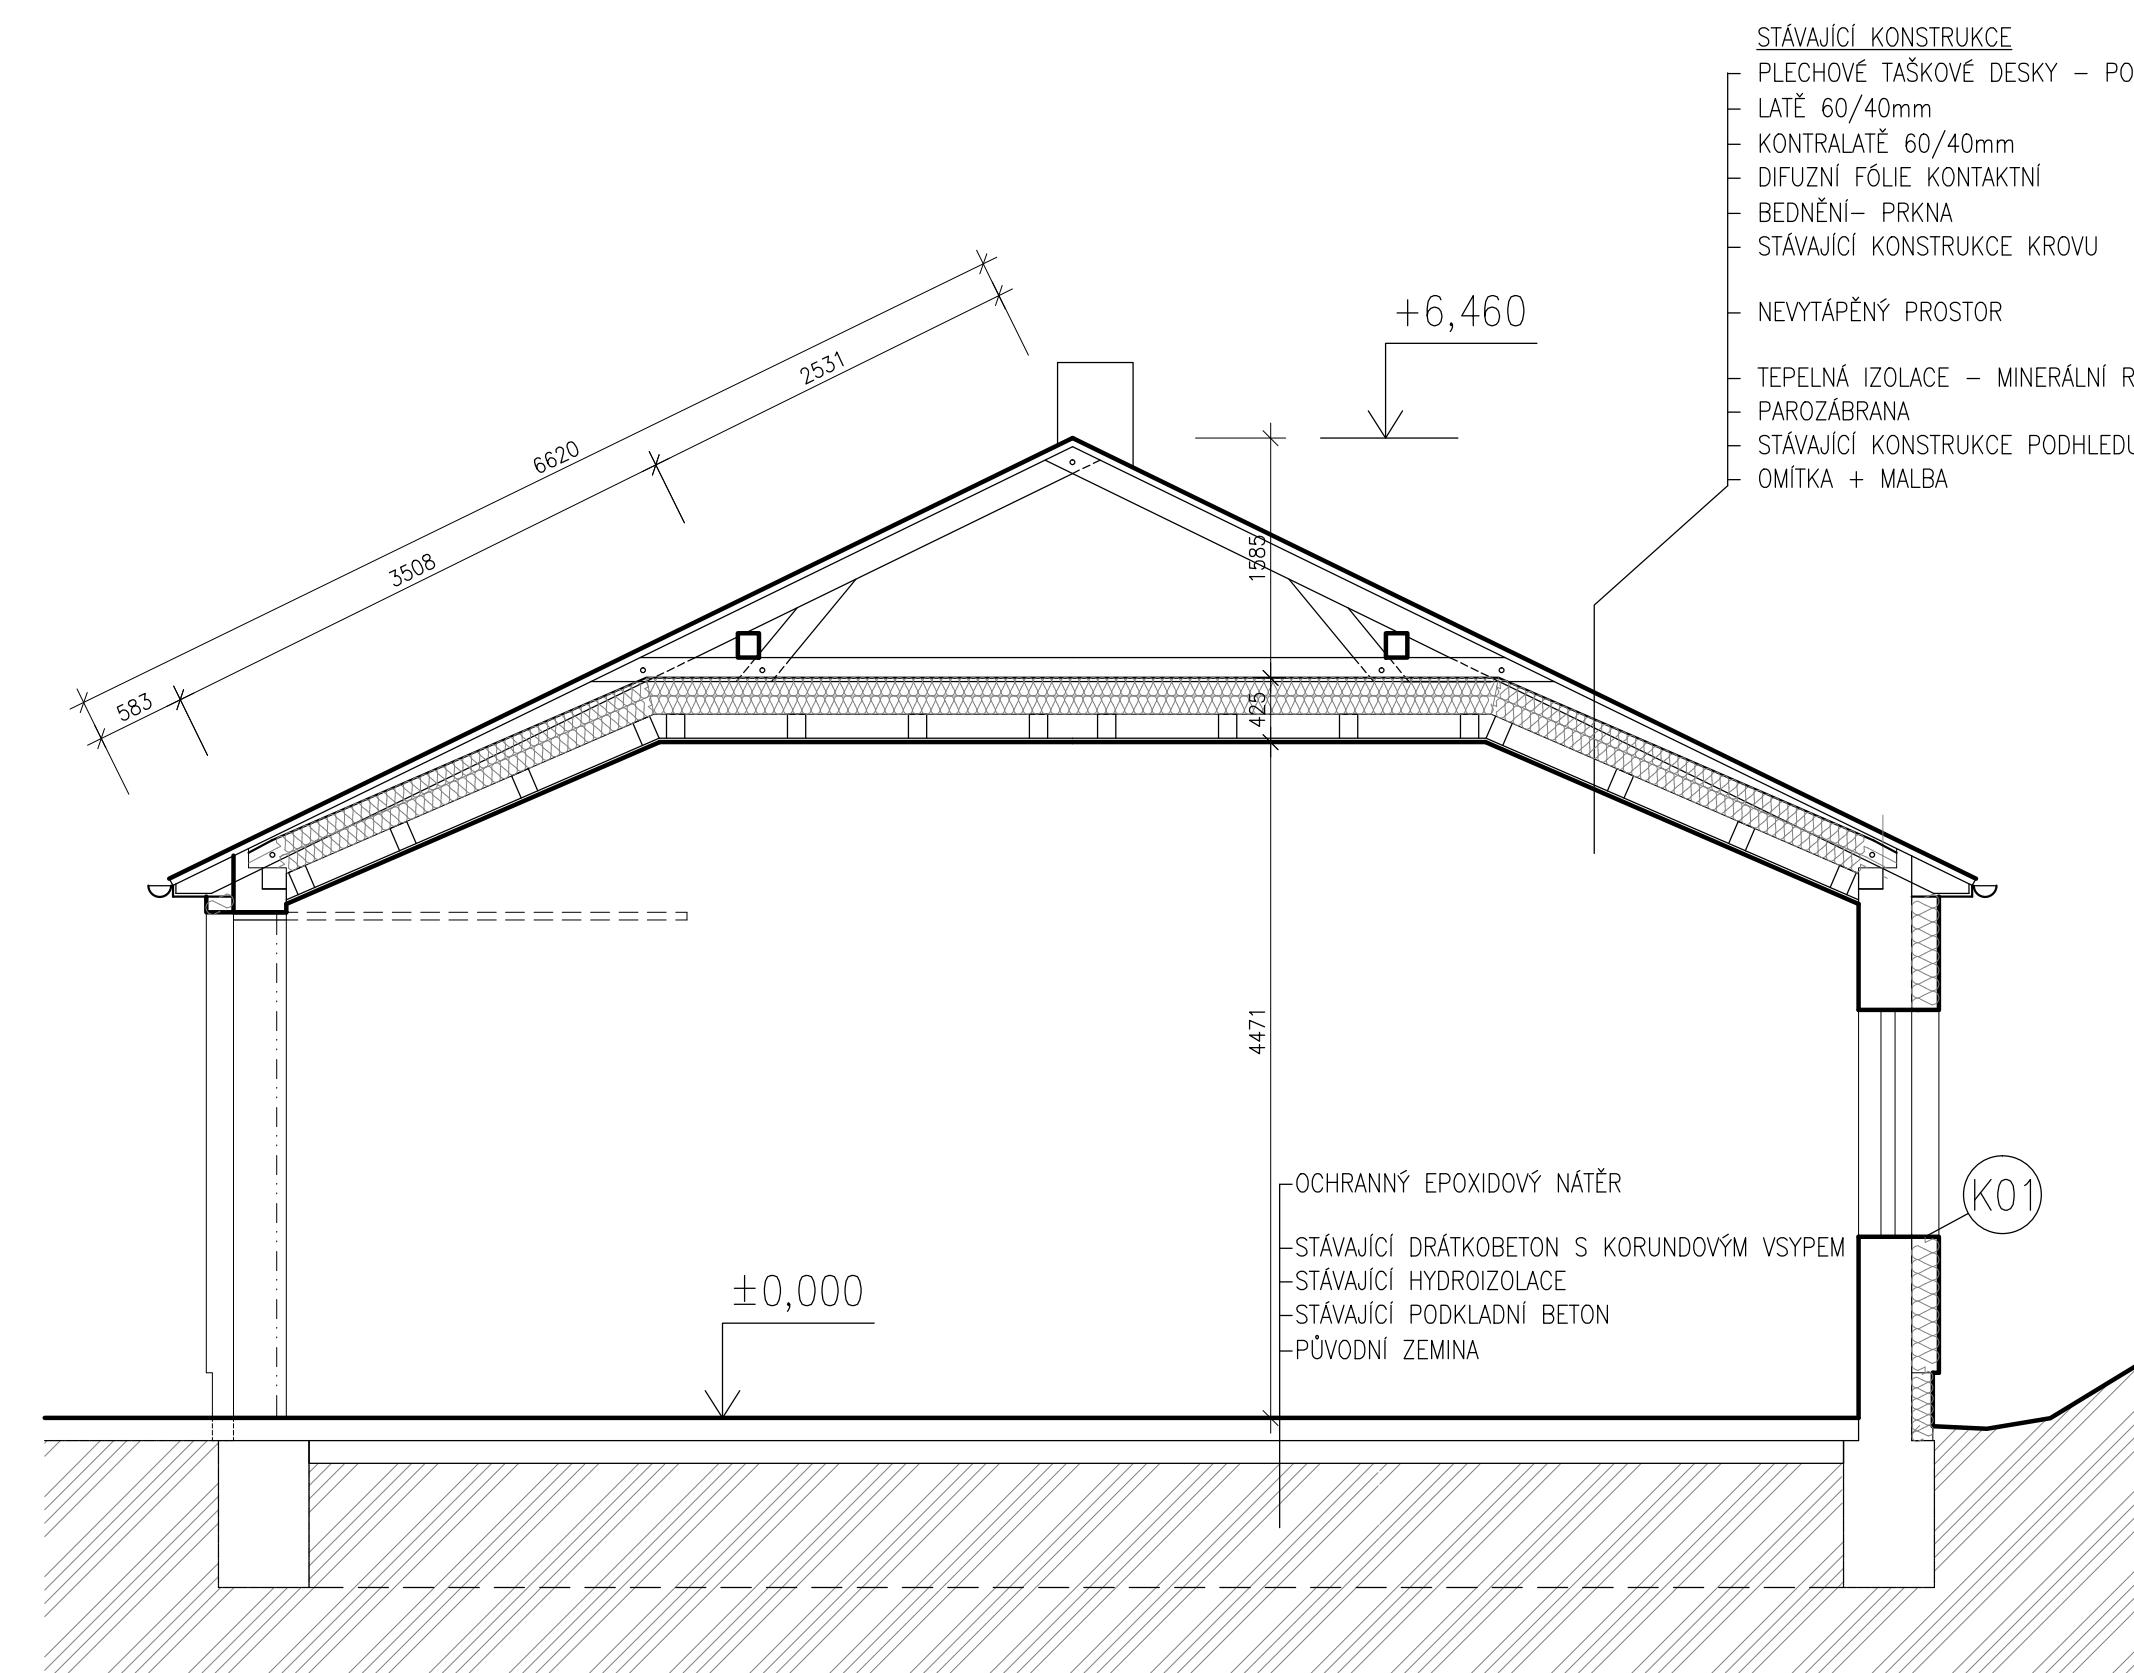 STÁVAJÍCÍ KONSTRUKCE
PLECHOVÉ TAŠKOVÉ DESKY – PO
LATĚ 60/40mm
KONTRALATĚ 60/40mm
DIFUZNÍ FÓLIE KONTAKTNÍ
BEDNĚNÍ– PRKNA
STÁVAJÍCÍ KONSTRUKCE KROVU
NEVYTÁPĚNÝ PROSTOR
TEPELNÁ IZOLACE – MINERÁLNÍ R
PAROZÁBRANA
STÁVAJÍCÍ KONSTRUKCE PODHLEDU
OMÍTKA + MALBA
+6,460
2531
6620
3508
583
1585
425
4471
OCHRANNÝ EPOXIDOVÝ NÁTĚR
STÁVAJÍCÍ DRÁTKOBETON S KORUNDOVÝM VSYPEM
STÁVAJÍCÍ HYDROIZOLACE
STÁVAJÍCÍ PODKLADNÍ BETON
PŮVODNÍ ZEMINA
K01
±0,000